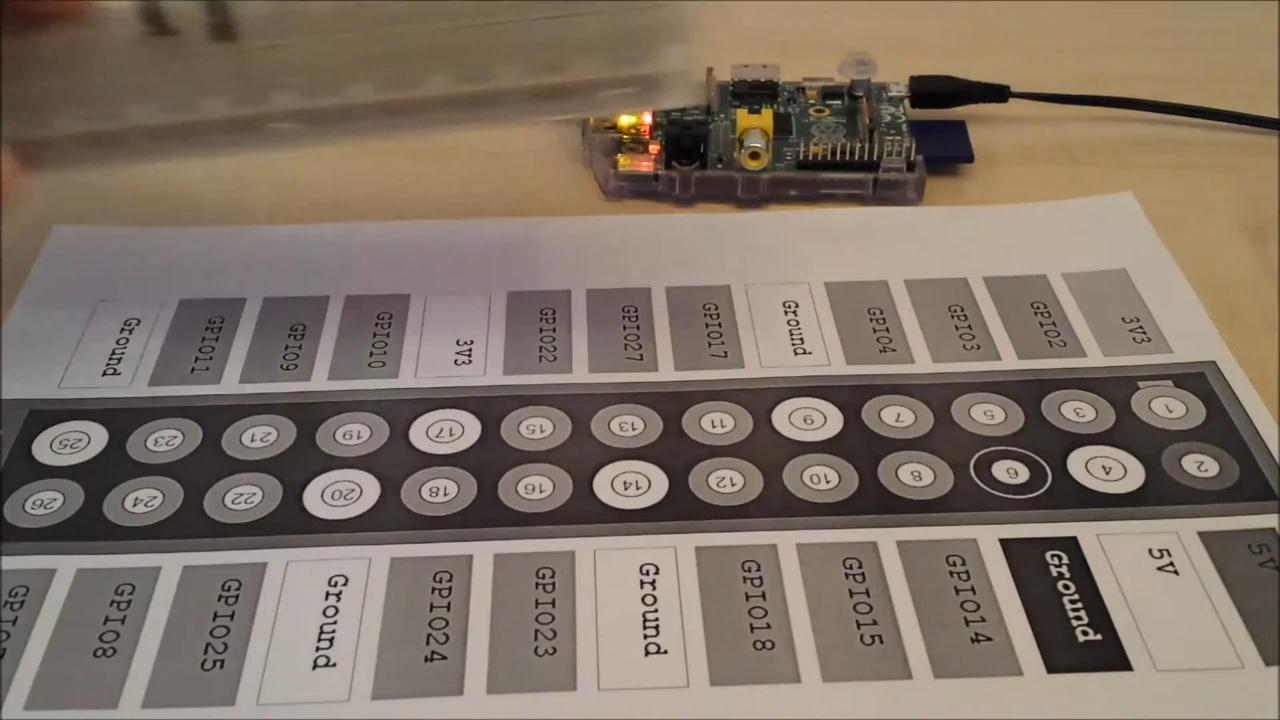 Ground GPIO11 GPIO9 GPIO10 3V3 GPIO22 GPIO27 GPIO17 Ground GPIO4 GPIO3 GPIO2 3V3
25 23 21 19 17 15 13 11 9 7 5 3 1
26 24 22 20 18 16 14 12 10 8 6 4 2
GPIO8 GPIO25 Ground GPIO24 GPIO23 Ground GPIO18 GPIO15 GPIO14 Ground 5V 5V